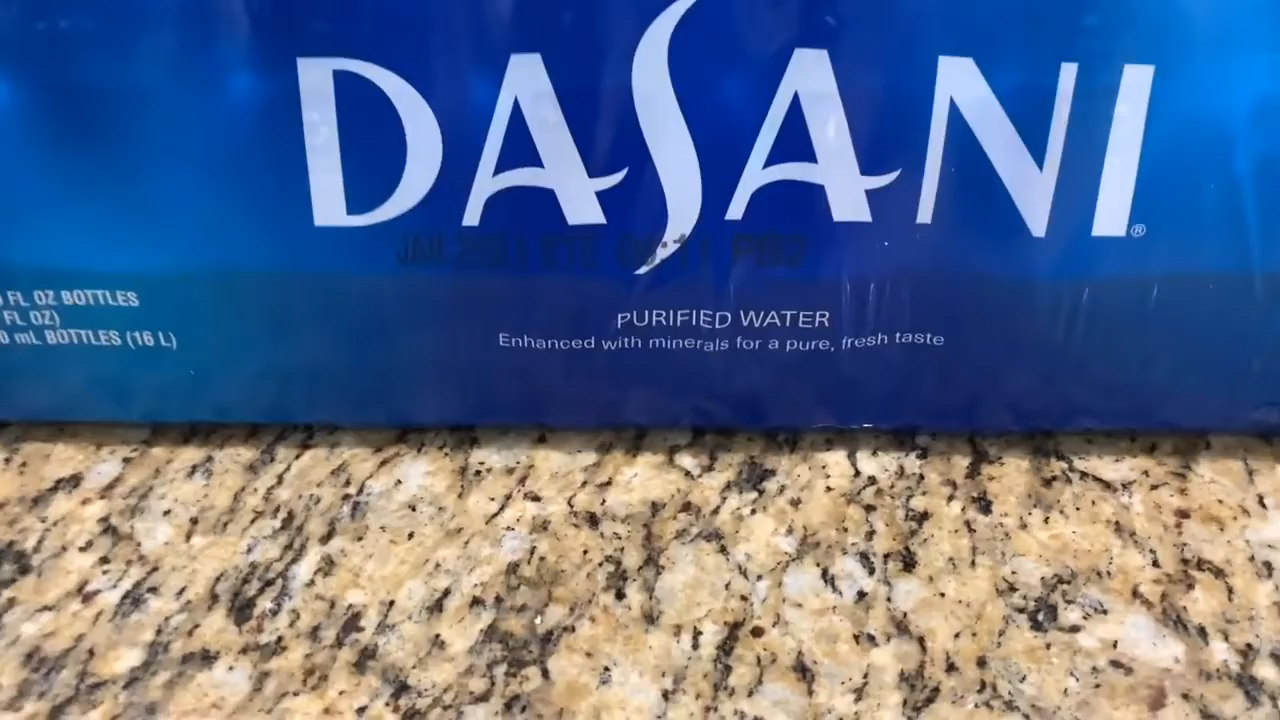 DASANI®
FL OZ BOTTLES
FL OZ)
mL BOTTLES (16 L)
PURIFIED WATER
Enhanced with minerals for a pure, fresh taste